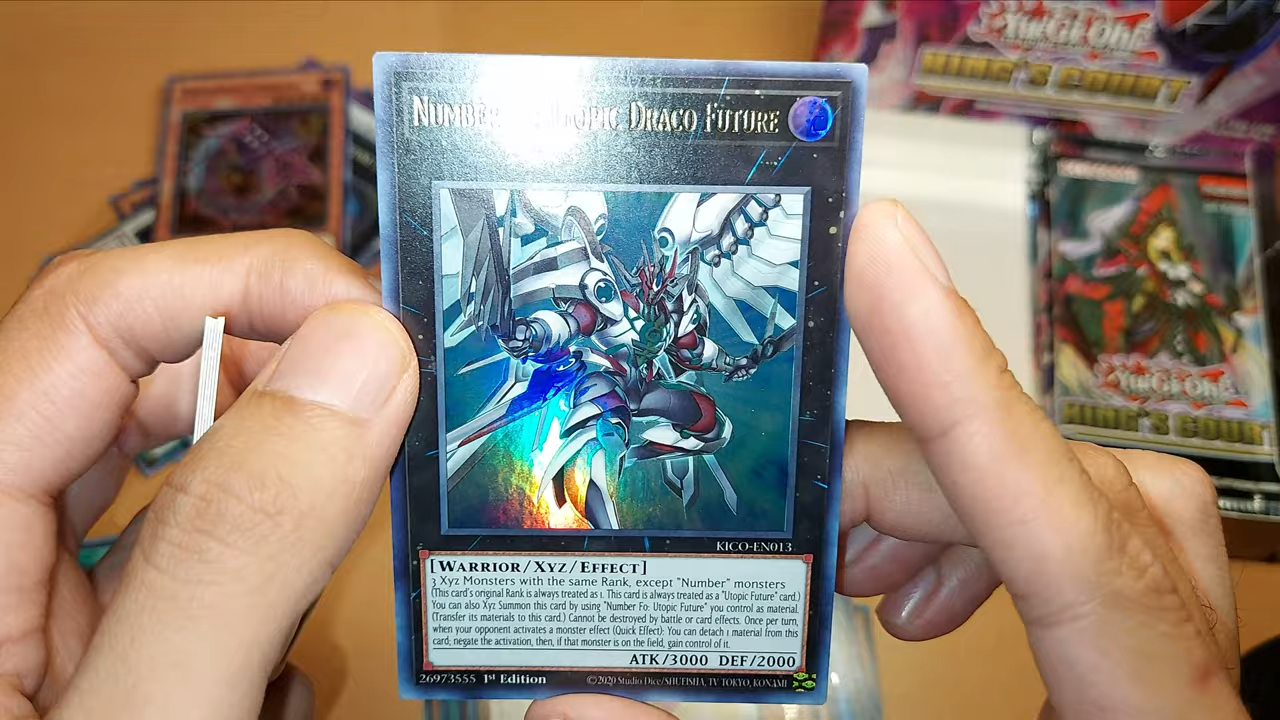 Yu-Gi-Oh!
KING'S COURT
NUMBER UTOPIC DRACO FUTURE
KICO-EN013
[WARRIOR/XYZ/EFFECT]
3 Xyz Monsters with the same Rank, except "Number" monsters
(This card's original Rank is always treated as 1. This card is always treated as a "Utopic Future" card.)
You can also Xyz Summon this card by using "Number F0: Utopic Future" you control as material.
(Transfer its materials to this card.) Cannot be destroyed by battle or card effects. Once per turn,
when your opponent activates a monster effect (Quick Effect): You can detach 1 material from this
card; negate the activation, then, if that monster is on the field, gain control of it.
ATK/3000 DEF/2000
26973555 1st Edition
©2020 Studio Dice/SHUEISHA, TV TOKYO, KONAMI
Yu-Gi-Oh!
KING'S COURT